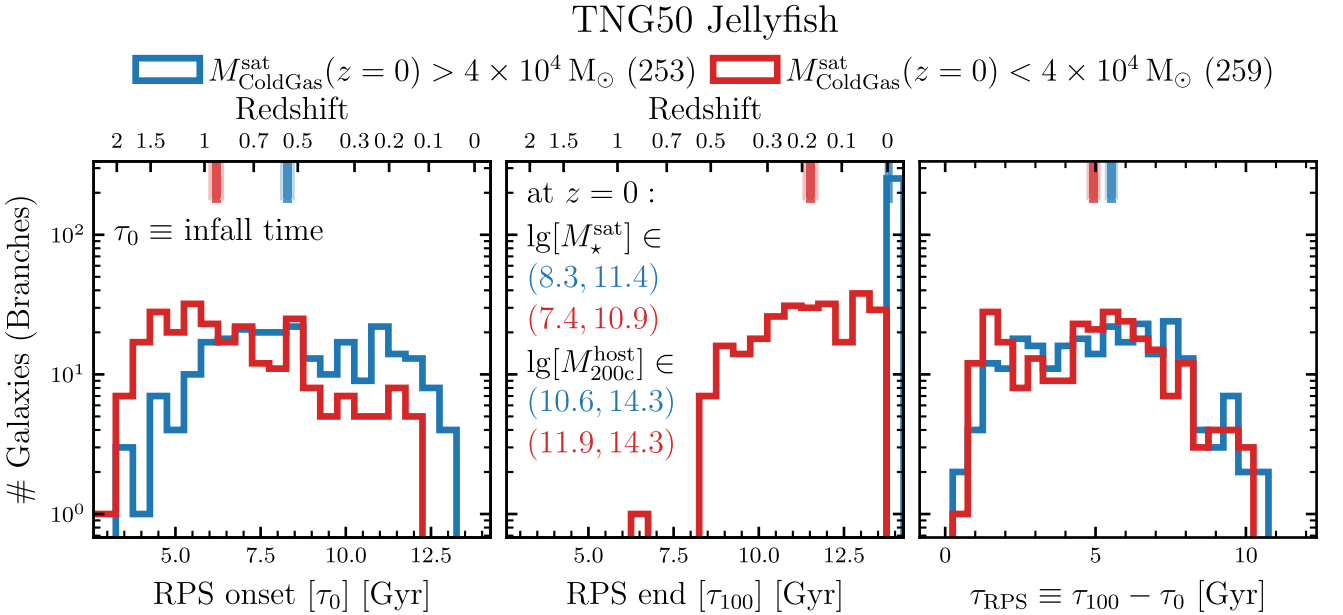 TNG50 Jellyfish
M^sat_ColdGas(z = 0) > 4 × 10^4 M_⊙ (253) M^sat_ColdGas(z = 0) < 4 × 10^4 M_⊙ (259)
Redshift Redshift
2 1.5 1 0.7 0.5 0.3 0.2 0.1 0 2 1.5 1 0.5 0.3 0.2 0.1 0
# Galaxies (Branches)
10^2
10^1
10^0
τ_0 ≡ infall time
at z = 0 :
lg[M^sat_⋆] ∈
(8.3, 11.4)
(7.4, 10.9)
lg[M^host_200c] ∈
(10.6, 14.3)
(11.9, 14.3)
5.0 7.5 10.0 12.5 5.0 7.5 10.0 12.5 0 5 10
RPS onset [τ_0] [Gyr] RPS end [τ_100] [Gyr] τ_RPS ≡ τ_100 − τ_0 [Gyr]